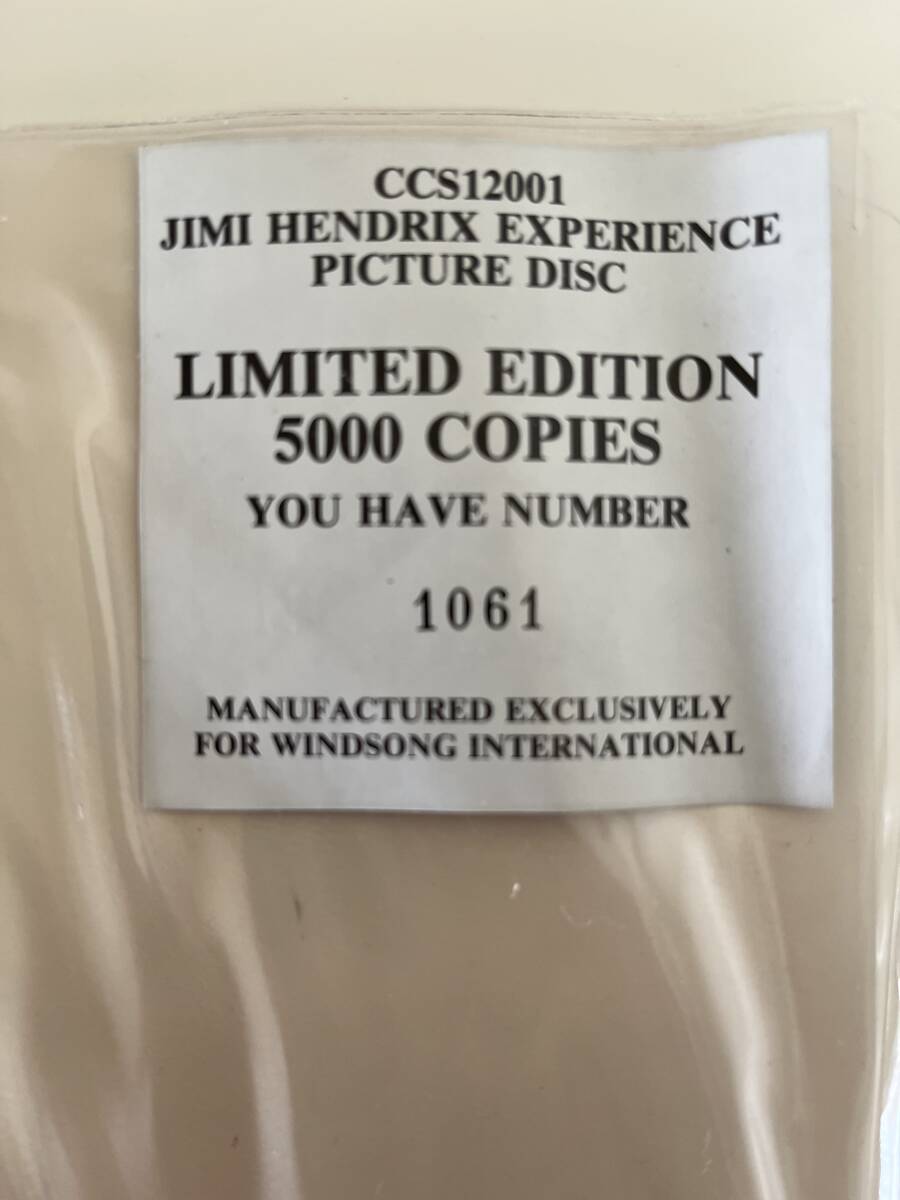 CCS12001
JIMI HENDRIX EXPERIENCE
PICTURE DISC
LIMITED EDITION
5000 COPIES
YOU HAVE NUMBER
1061
MANUFACTURED EXCLUSIVELY
FOR WINDSONG INTERNATIONAL